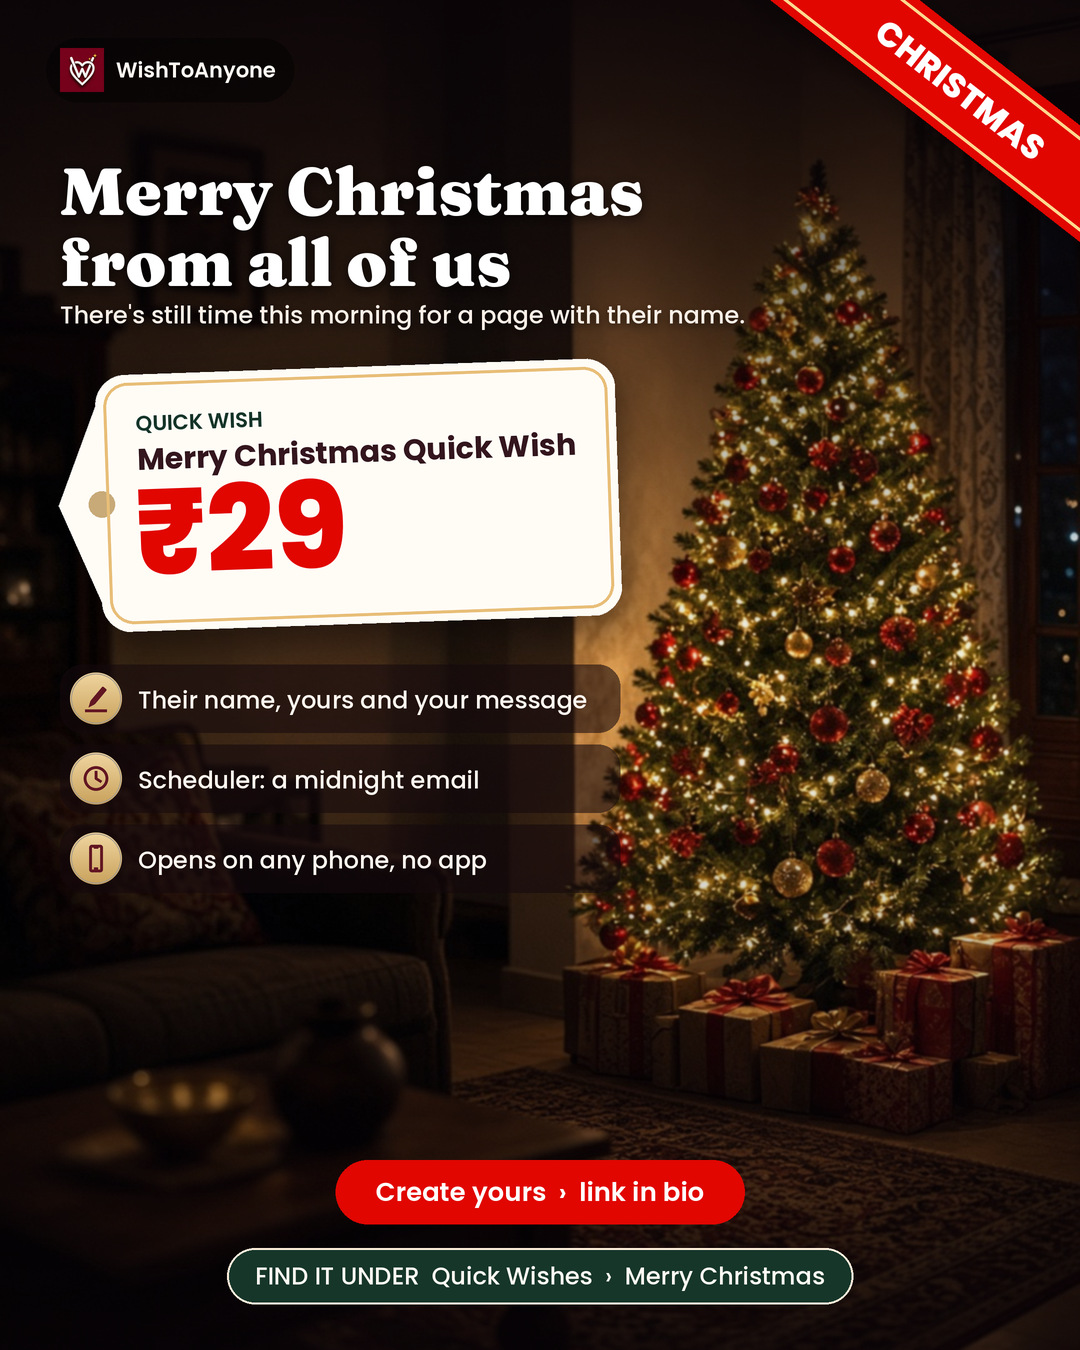 WishToAnyone
CHRISTMAS
Merry Christmas
from all of us
There's still time this morning for a page with their name.
QUICK WISH
Merry Christmas Quick Wish
₹29
Their name, yours and your message
Scheduler: a midnight email
Opens on any phone, no app
Create yours › link in bio
FIND IT UNDER Quick Wishes › Merry Christmas